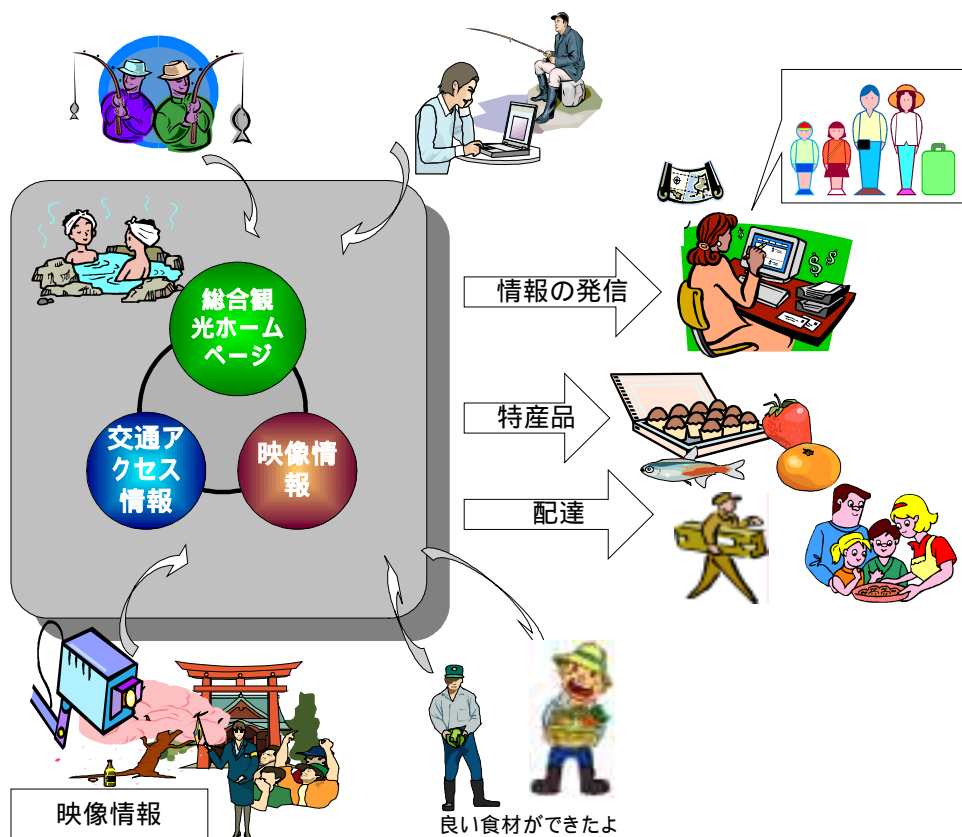 総合観
光ホーム
ページ
交通ア
クセス
情報
映像情
報
情報の発信
特産品
配達
映像情報
良い食材ができたよ